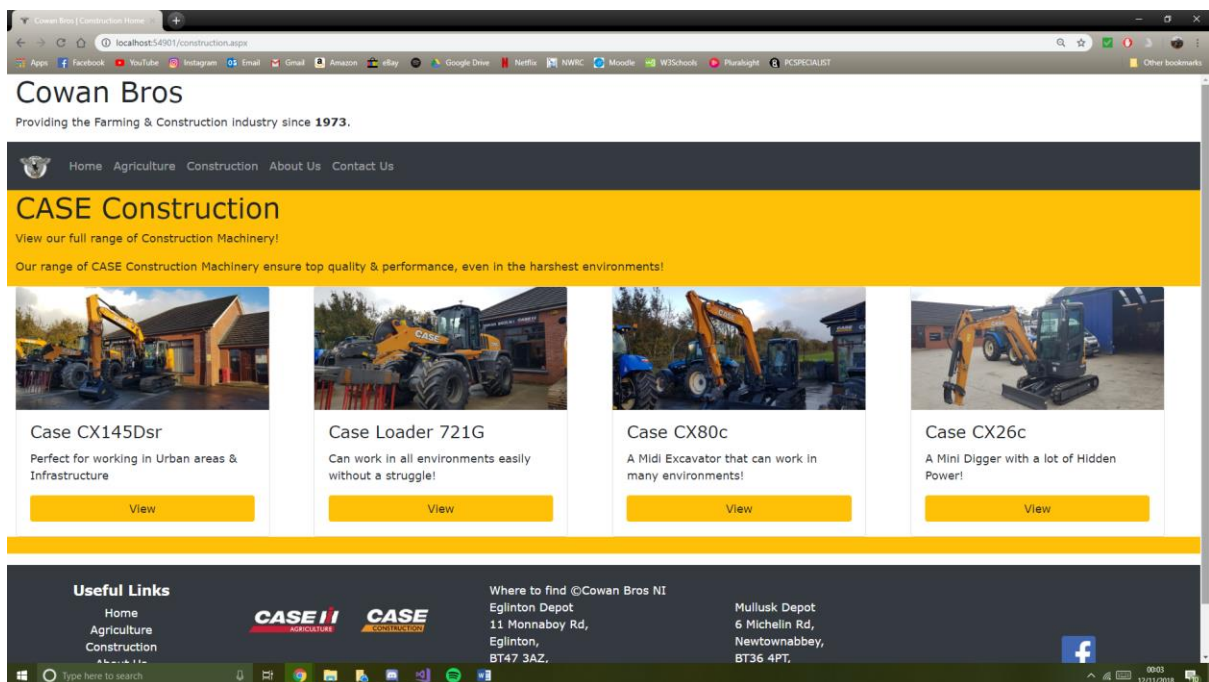 Cowan Bros | Construction Home
localhost:54901/construction.aspx
Apps Facebook YouTube Instagram Email Gmail Amazon eBay Google Drive Netflix NWRC Moodle W3Schools Pluralsight PCSPECIALIST Other bookmarks
Cowan Bros
Providing the Farming & Construction industry since 1973.
Home Agriculture Construction About Us Contact Us
CASE Construction
View our full range of Construction Machinery!
Our range of CASE Construction Machinery ensure top quality & performance, even in the harshest environments!
CASE
CASE
Case CX145Dsr
Perfect for working in Urban areas &
Infrastructure
View
Case Loader 721G
Can work in all environments easily
without a struggle!
View
Case CX80c
A Midi Excavator that can work in
many environments!
View
Case CX26c
A Mini Digger with a lot of Hidden
Power!
View
Useful Links
Home
Agriculture
Construction
About Us
CASE IH
AGRICULTURE
CASE
CONSTRUCTION
Where to find ©Cowan Bros NI
Eglinton Depot
11 Monnaboy Rd,
Eglinton,
BT47 3AZ,
Mullusk Depot
6 Michelin Rd,
Newtownabbey,
BT36 4PT,
Type here to search
00:03
12/11/2018